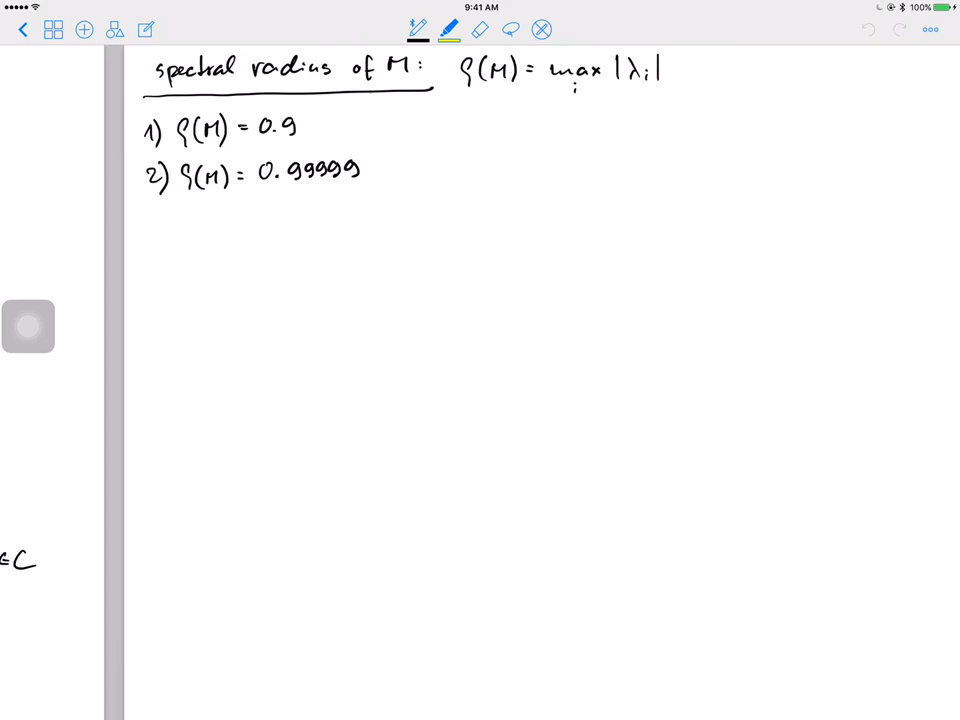 9:41 AM
100%
spectral radius of M: ρ(M) = max |λᵢ|
i
1) ρ(M) = 0.9
2) ρ(M) = 0.99999
=C